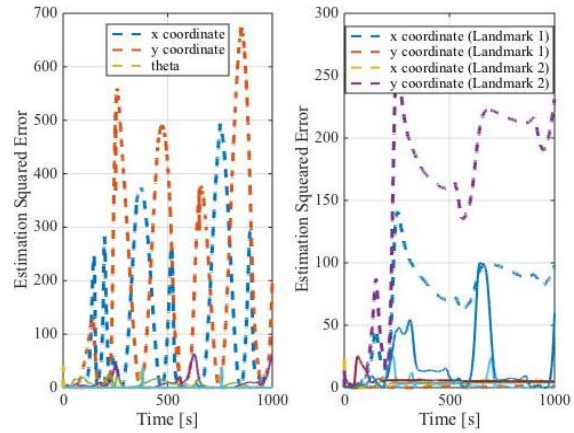 700
600
500
400
300
200
100
0
Estimation Squared Error
x coordinate
y coordinate
theta
0
500
1000
Time [s]
300
250
200
150
100
50
0
Estimation Squeared Error
x coordinate (Landmark 1)
y coordinate (Landmark 1)
x coordinate (Landmark 2)
y coordinate (Landmark 2)
0
500
1000
Time [s]